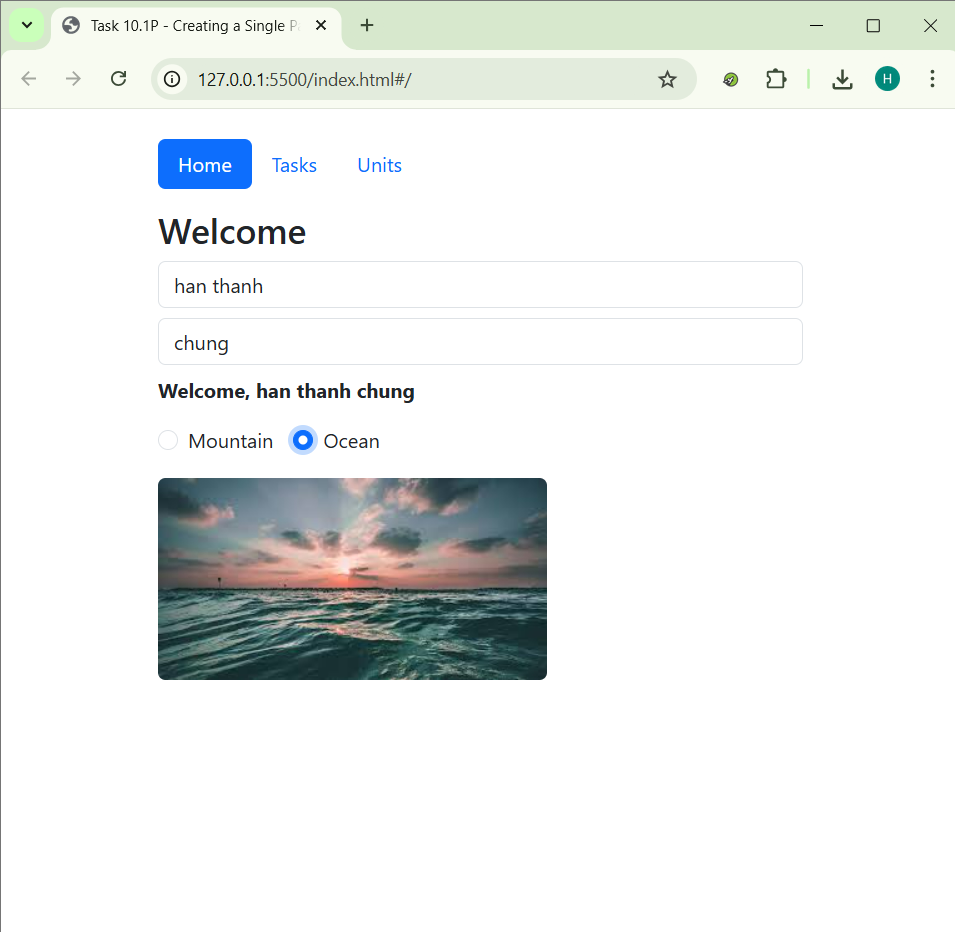 Task 10.1P - Creating a Single P
127.0.0.1:5500/index.html#/
H
Home Tasks Units
Welcome
han thanh
chung
Welcome, han thanh chung
Mountain Ocean